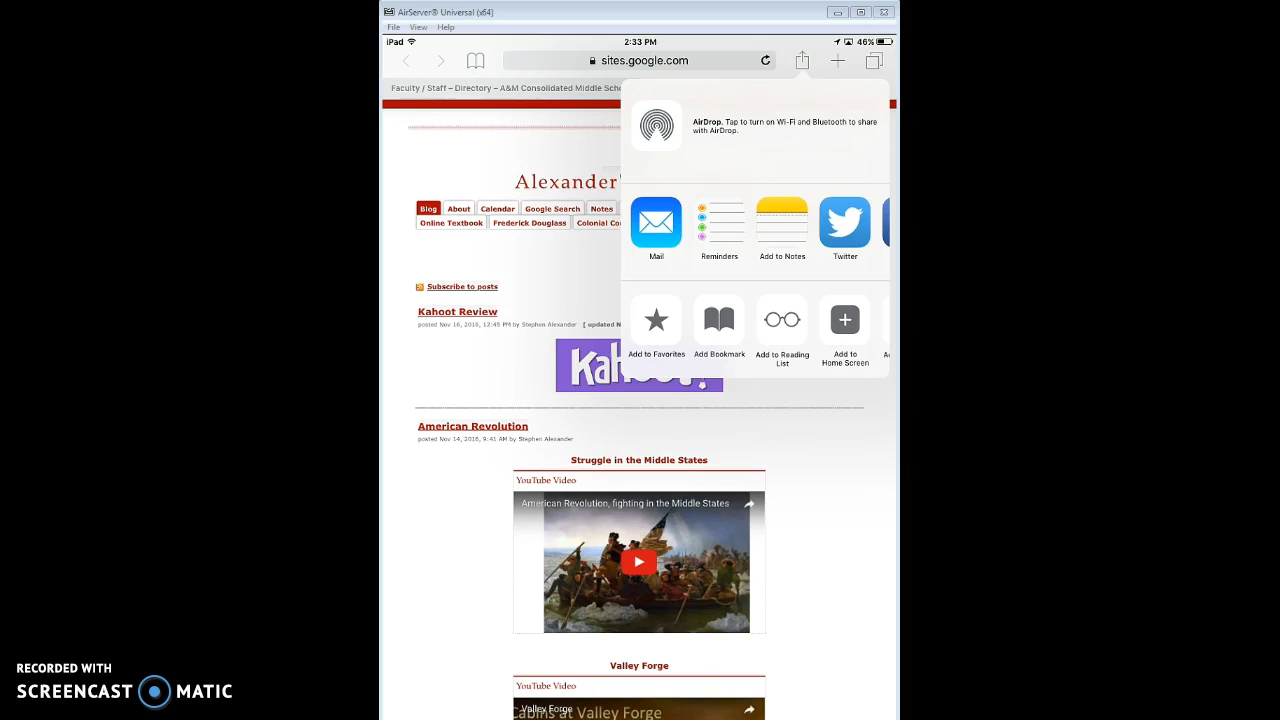 AirServer® Universal (x64)
File View Help
iPad 2:33 PM 46%
sites.google.com
Faculty / Staff – Directory – A&M Consolidated Middle
AirDrop. Tap to turn on Wi-Fi and Bluetooth to share
with AirDrop.
Alexander'
Blog About Calendar Google Search Notes
Online Textbook Frederick Douglass Colonial
Mail Reminders Add to Notes Twitter
Subscribe to posts
Kahoot Review
posted Nov 16, 2016, 12:45 PM by Stephen Alexander [ updated
Add to Favorites Add Bookmark Add to Reading
List Add to
Home Screen
Kahoot!
American Revolution
posted Nov 14, 2016, 9:41 AM by Stephen Alexander
Struggle in the Middle States
YouTube Video
American Revolution, fighting in the Middle States
Valley Forge
YouTube Video
Valley Forge
Cabins at Valley Forge
RECORDED WITH
SCREENCAST MATIC